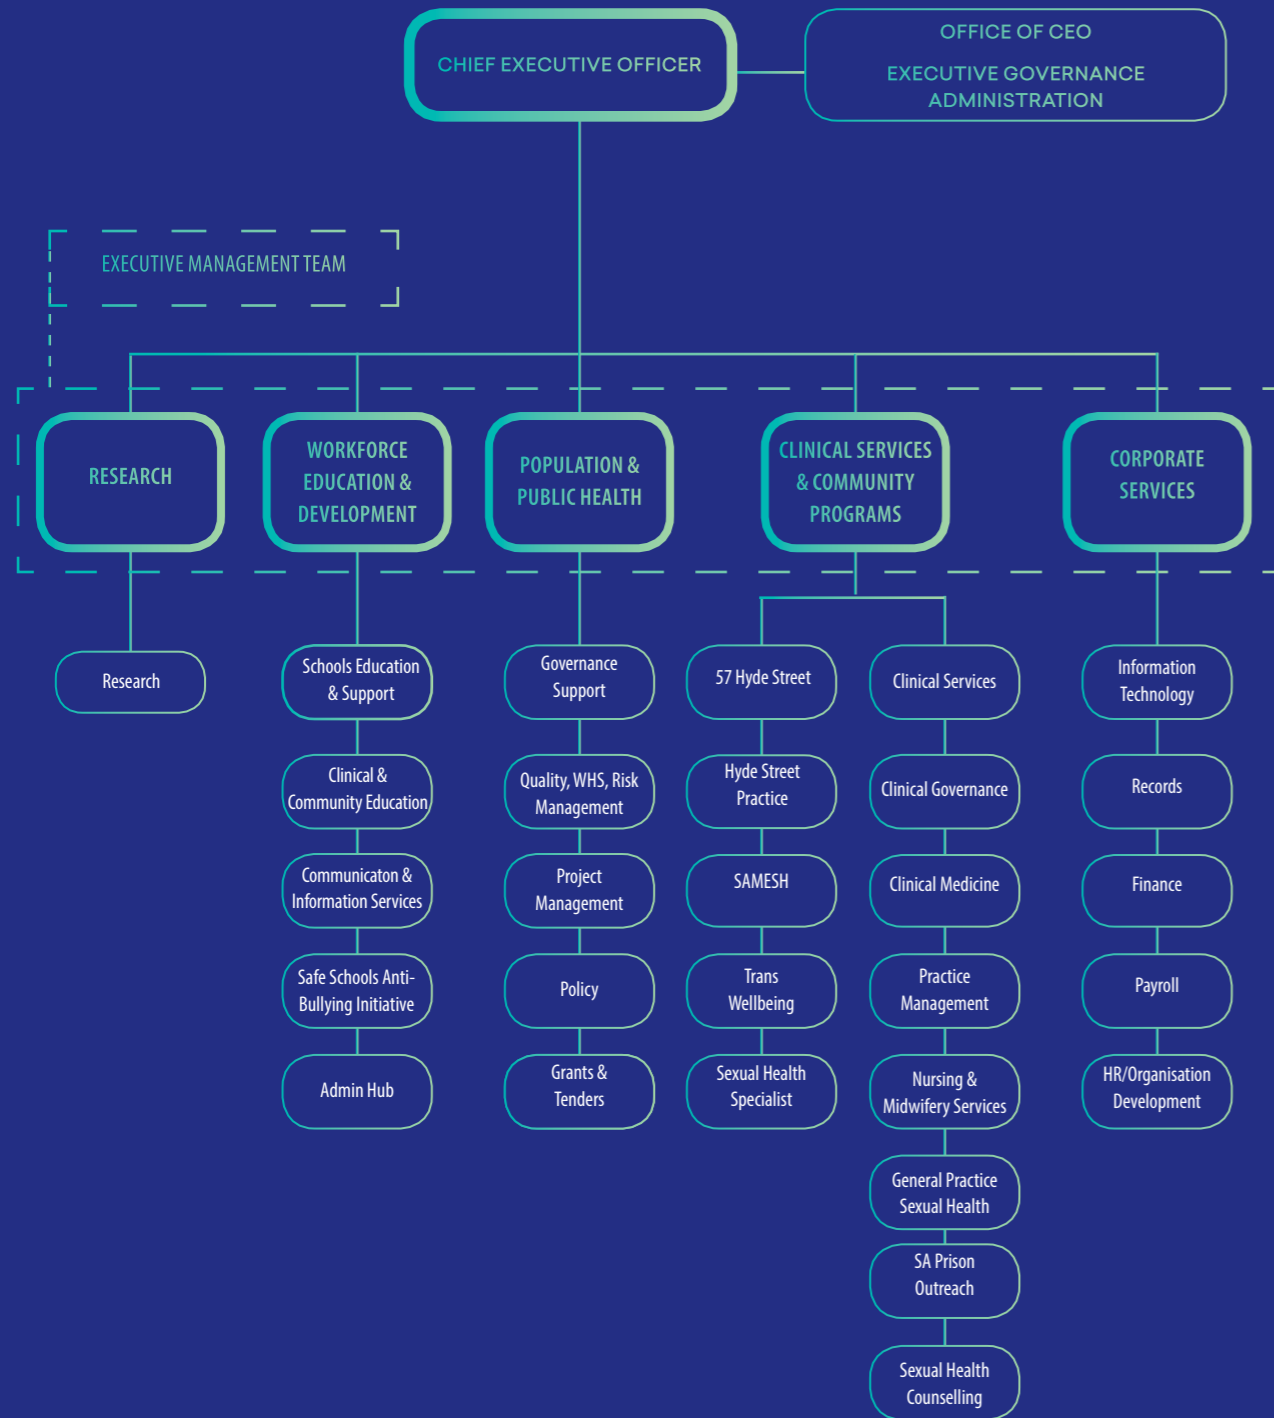 CHIEF EXECUTIVE OFFICER
OFFICE OF CEO
EXECUTIVE GOVERNANCE
ADMINISTRATION
EXECUTIVE MANAGEMENT TEAM
RESEARCH
WORKFORCE
EDUCATION &
DEVELOPMENT
POPULATION &
PUBLIC HEALTH
CLINICAL SERVICES
& COMMUNITY
PROGRAMS
CORPORATE
SERVICES
Research
Schools Education
& Support
Clinical &
Community Education
Communicaton &
Information Services
Safe Schools Anti-
Bullying Initiative
Admin Hub
Governance
Support
Quality, WHS, Risk
Management
Project
Management
Policy
Grants &
Tenders
57 Hyde Street
Hyde Street
Practice
SAMESH
Trans
Wellbeing
Sexual Health
Specialist
Clinical Services
Clinical Governance
Clinical Medicine
Practice
Management
Nursing &
Midwifery Services
General Practice
Sexual Health
SA Prison
Outreach
Sexual Health
Counselling
Information
Technology
Records
Finance
Payroll
HR/Organisation
Development